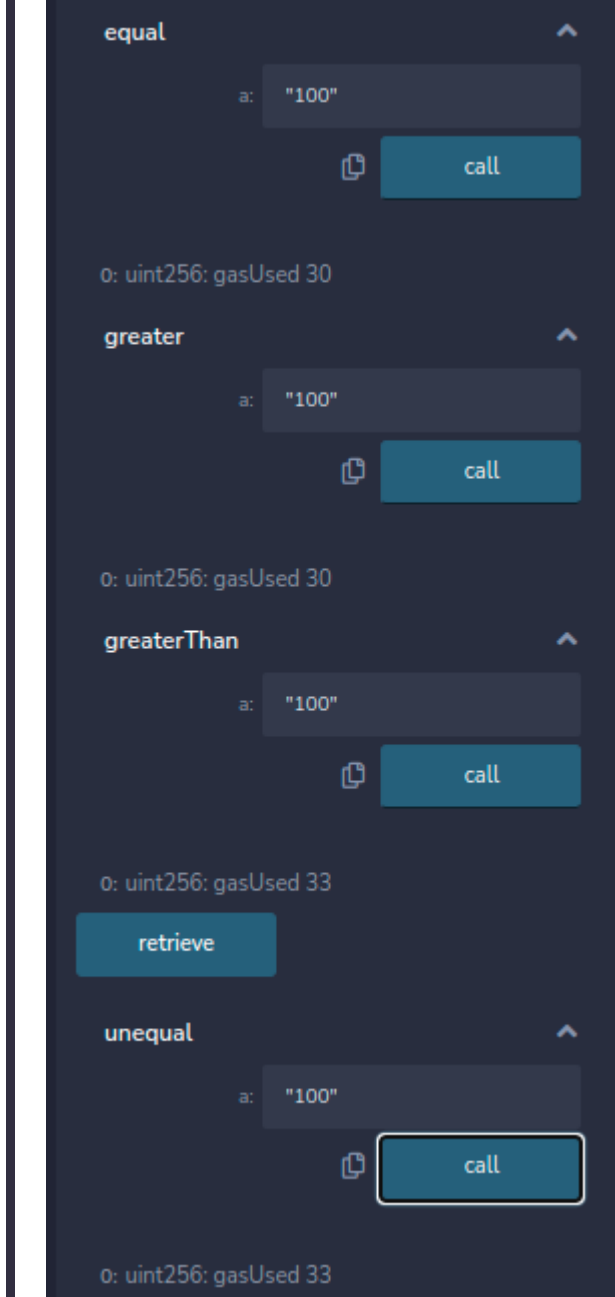 equal
a: "100"
call
0: uint256: gasUsed 30
greater
a: "100"
call
0: uint256: gasUsed 30
greaterThan
a: "100"
call
0: uint256: gasUsed 33
retrieve
unequal
a: "100"
call
0: uint256: gasUsed 33